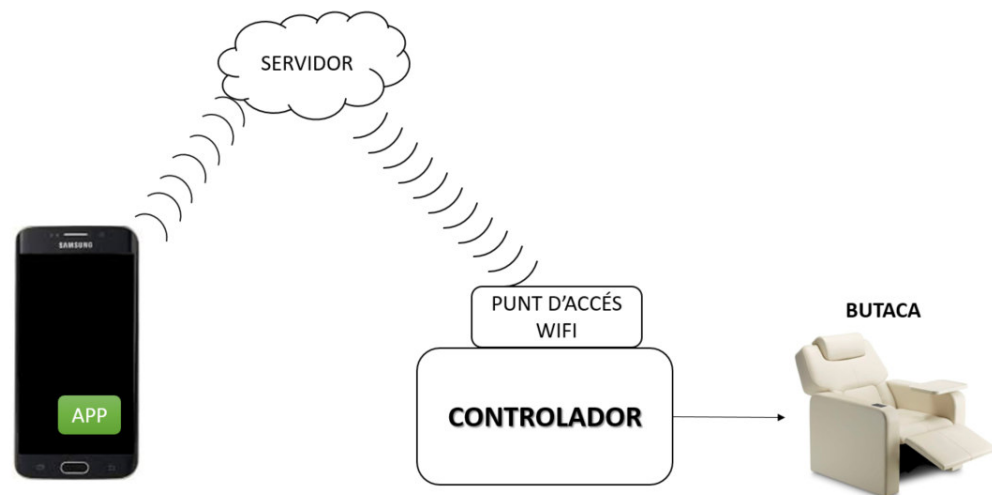 SERVIDOR
SAMSUNG
APP
PUNT D'ACCÉS
WIFI
CONTROLADOR
BUTACA